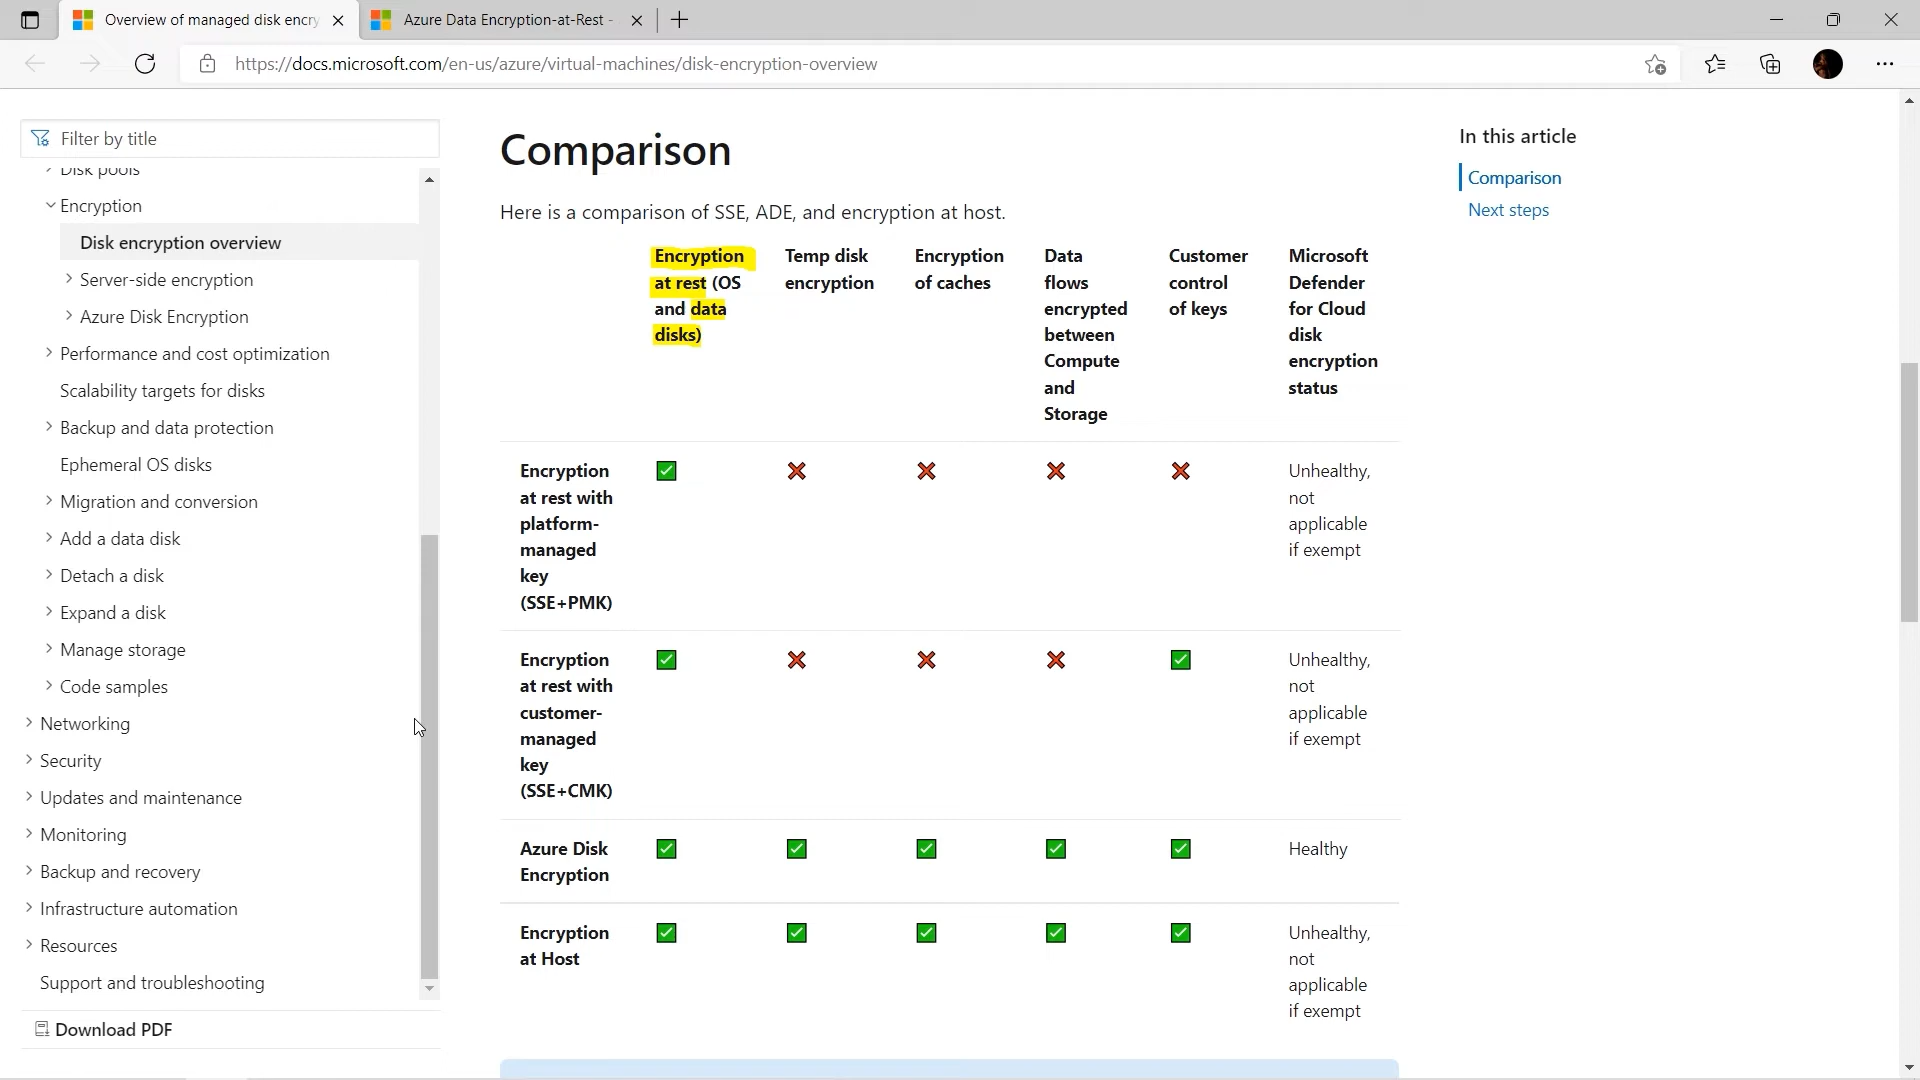 Overview of managed disk encry
Azure Data Encryption-at-Rest -
https://docs.microsoft.com/en-us/azure/virtual-machines/disk-encryption-overview
Filter by title
Disk pools
Encryption
Disk encryption overview
Server-side encryption
Azure Disk Encryption
Performance and cost optimization
Scalability targets for disks
Backup and data protection
Ephemeral OS disks
Migration and conversion
Add a data disk
Detach a disk
Expand a disk
Manage storage
Code samples
Networking
Security
Updates and maintenance
Monitoring
Backup and recovery
Infrastructure automation
Resources
Support and troubleshooting
Download PDF
Comparison
Here is a comparison of SSE, ADE, and encryption at host.
Encryption
at rest (OS
and data
disks)
Temp disk
encryption
Encryption
of caches
Data
flows
encrypted
between
Compute
and
Storage
Customer
control
of keys
Microsoft
Defender
for Cloud
disk
encryption
status
Encryption
at rest with
platform-
managed
key
(SSE+PMK)
Unhealthy,
not
applicable
if exempt
Encryption
at rest with
customer-
managed
key
(SSE+CMK)
Unhealthy,
not
applicable
if exempt
Azure Disk
Encryption
Healthy
Encryption
at Host
Unhealthy,
not
applicable
if exempt
In this article
Comparison
Next steps